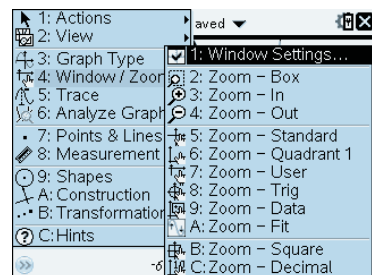 1: Actions
2: View
3: Graph Type
4: Window / Zoor
5: Trace
6: Analyze Graph
7: Points & Lines
8: Measurement
9: Shapes
A: Construction
B: Transformation
C: Hints
aved
1: Window Settings...
2: Zoom – Box
3: Zoom – In
4: Zoom – Out
5: Zoom – Standard
6: Zoom – Quadrant 1
7: Zoom – User
8: Zoom – Trig
9: Zoom – Data
A: Zoom – Fit
B: Zoom – Square
C: Zoom – Decimal
-6